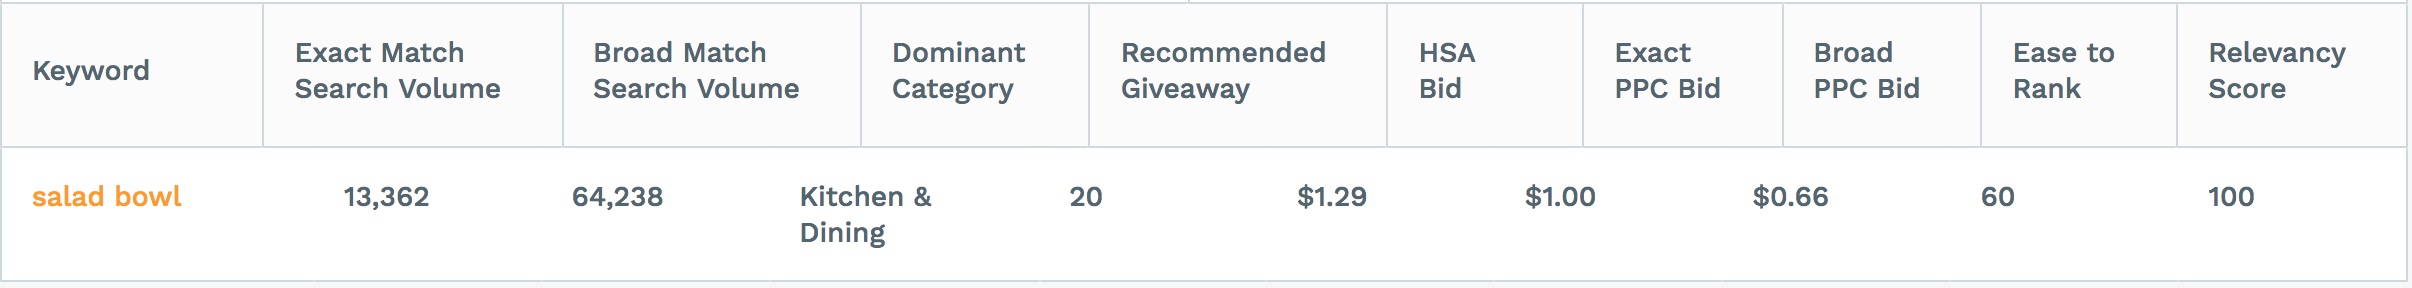 Keyword
Exact Match
Search Volume
Broad Match
Search Volume
Dominant
Category
Recommended
Giveaway
HSA
Bid
Exact
PPC Bid
Broad
PPC Bid
Ease to
Rank
Relevancy
Score
salad bowl
13,362
64,238
Kitchen &
Dining
20
$1.29
$1.00
$0.66
60
100